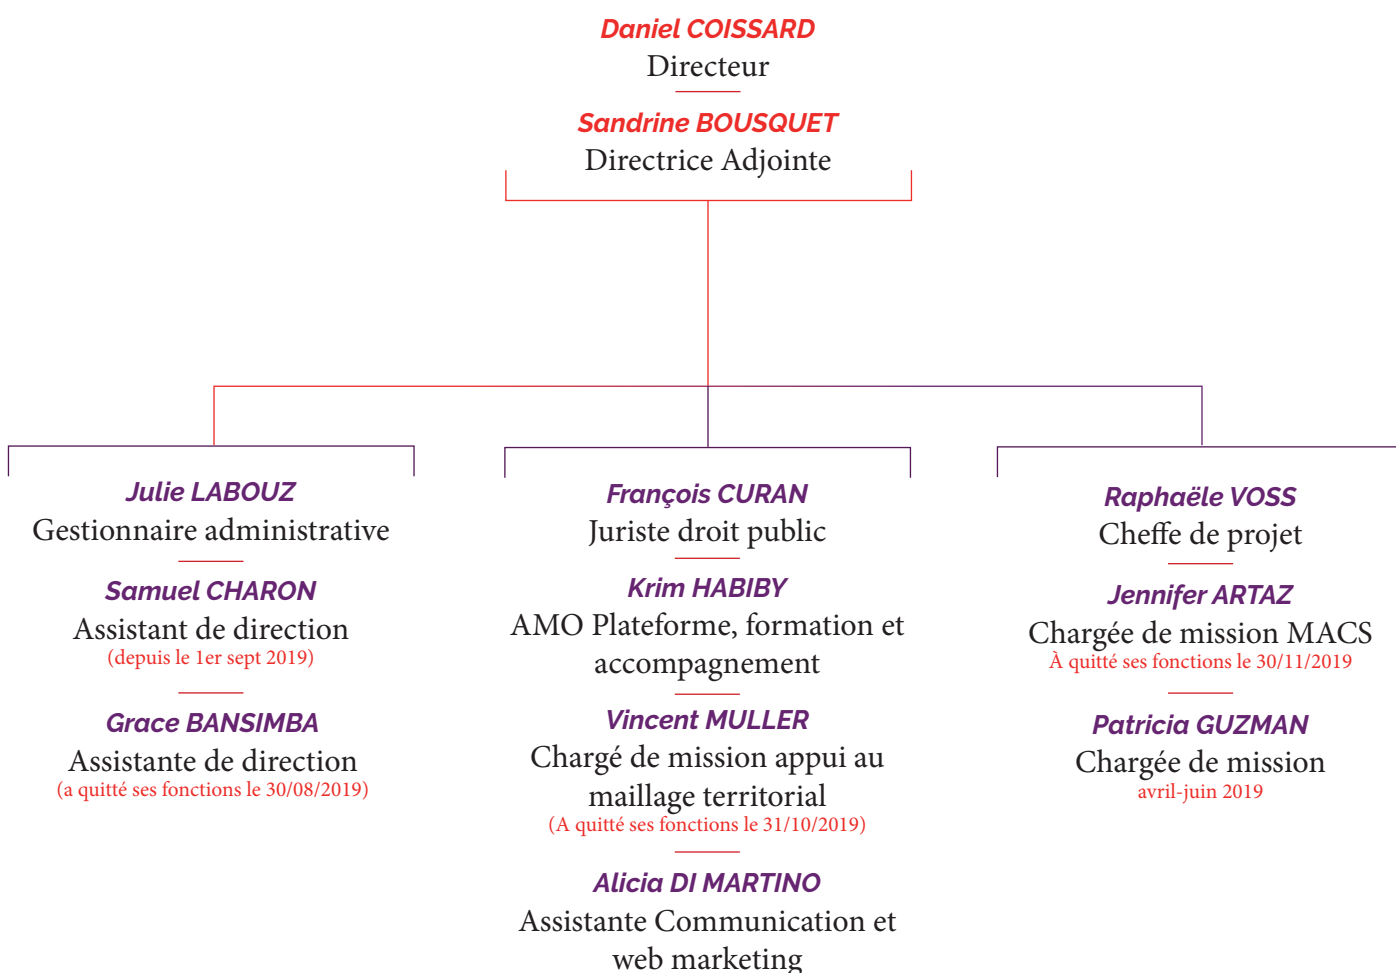 Daniel COISSARD
Directeur
Sandrine BOUSQUET
Directrice Adjointe
Julie LABOUZ
Gestionnaire administrative
Samuel CHARON
Assistant de direction
(depuis le 1er sept 2019)
Grace BANSIMBA
Assistante de direction
(a quitté ses fonctions le 30/08/2019)
François CURAN
Juriste droit public
Krim HABIBY
AMO Plateforme, formation et
accompagnement
Vincent MULLER
Chargé de mission appui au
maillage territorial
(A quitté ses fonctions le 31/10/2019)
Alicia DI MARTINO
Assistante Communication et
web marketing
Raphaële VOSS
Cheffe de projet
Jennifer ARTAZ
Chargée de mission MACS
À quitté ses fonctions le 30/11/2019
Patricia GUZMAN
Chargée de mission
avril-juin 2019